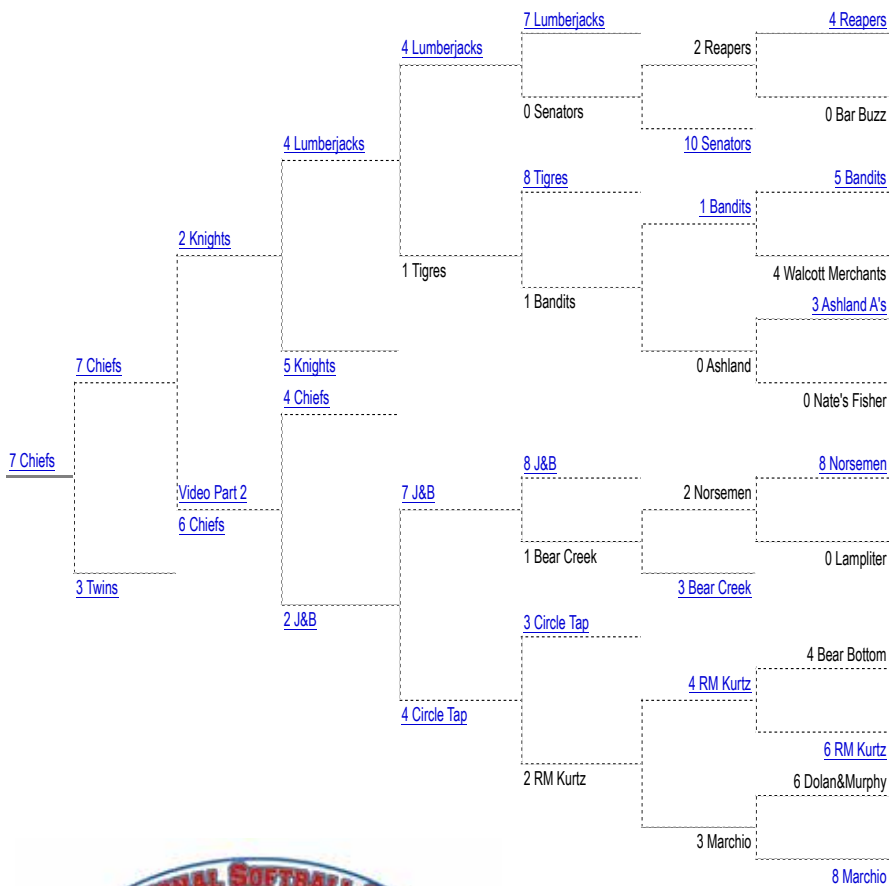 7 Lumberjacks
4 Reapers
4 Lumberjacks
2 Reapers
0 Senators
0 Bar Buzz
4 Lumberjacks
10 Senators
8 Tigres
5 Bandits
1 Bandits
2 Knights
1 Tigres
4 Walcott Merchants
1 Bandits
3 Ashland A's
7 Chiefs
5 Knights
0 Ashland
4 Chiefs
0 Nate's Fisher
7 Chiefs
8 J&B
8 Norsemen
Video Part 2
7 J&B
2 Norsemen
6 Chiefs
1 Bear Creek
0 Lampliter
3 Twins
3 Bear Creek
2 J&B
3 Circle Tap
4 Bear Bottom
4 RM Kurtz
4 Circle Tap
6 RM Kurtz
2 RM Kurtz
6 Dolan&Murphy
3 Marchio
8 Marchio
SOFTBALL